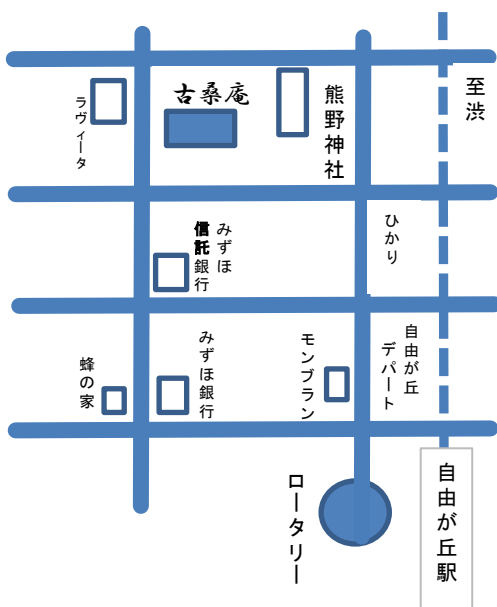 古桑庵
ラヴィータ
熊野神社
至渋
みずほ
信託銀行
ひかり
みずほ銀行
モンブラン
自由が丘
デパート
蜂の家
ロータリー
自由が丘駅